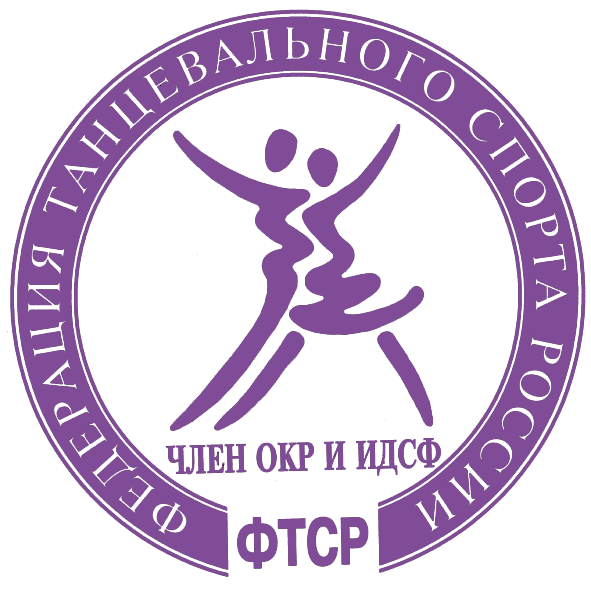 ФЕДЕРАЦИЯ ТАНЦЕВАЛЬНОГО СПОРТА РОССИИ
ЧЛЕН ОКР И ИДСФ
ФТСР